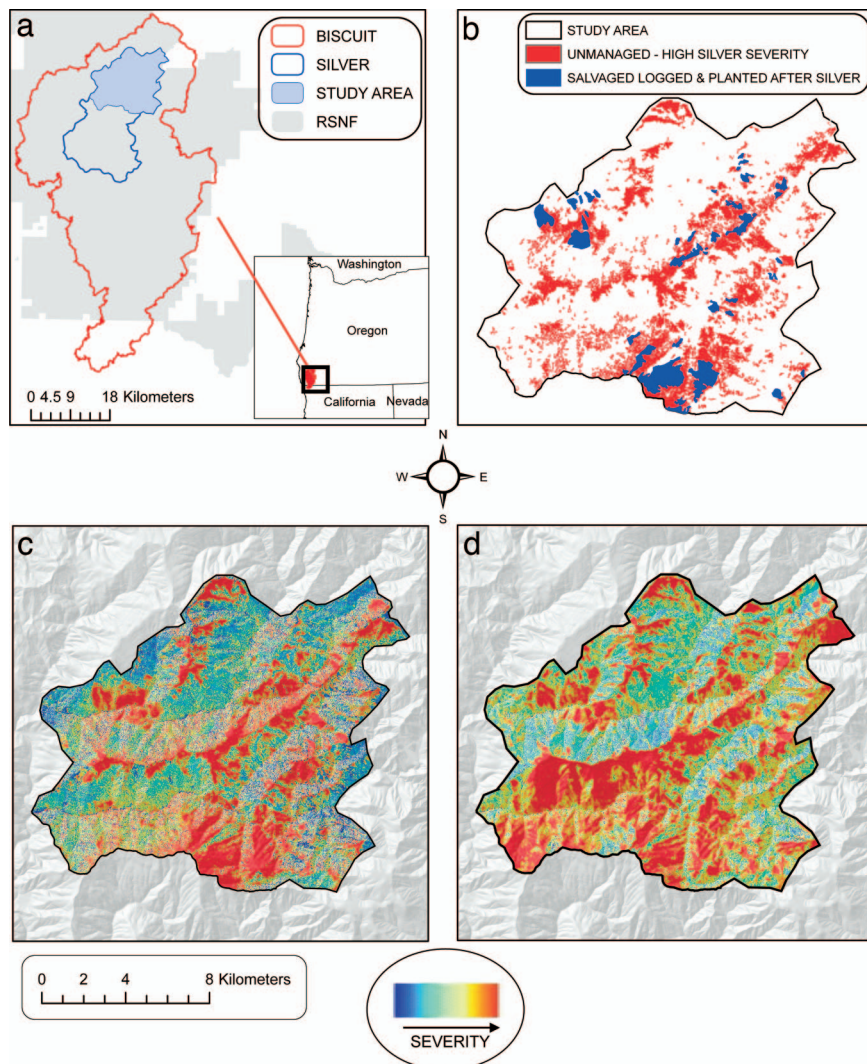 a
BISCUIT
SILVER
STUDY AREA
RSNF
Washington
Oregon
California
Nevada
0 4.5 9 18 Kilometers
b
STUDY AREA
UNMANAGED - HIGH SILVER SEVERITY
SALVAGED LOGGED & PLANTED AFTER SILVER
N
W
E
S
c
d
0 2 4 8 Kilometers
SEVERITY